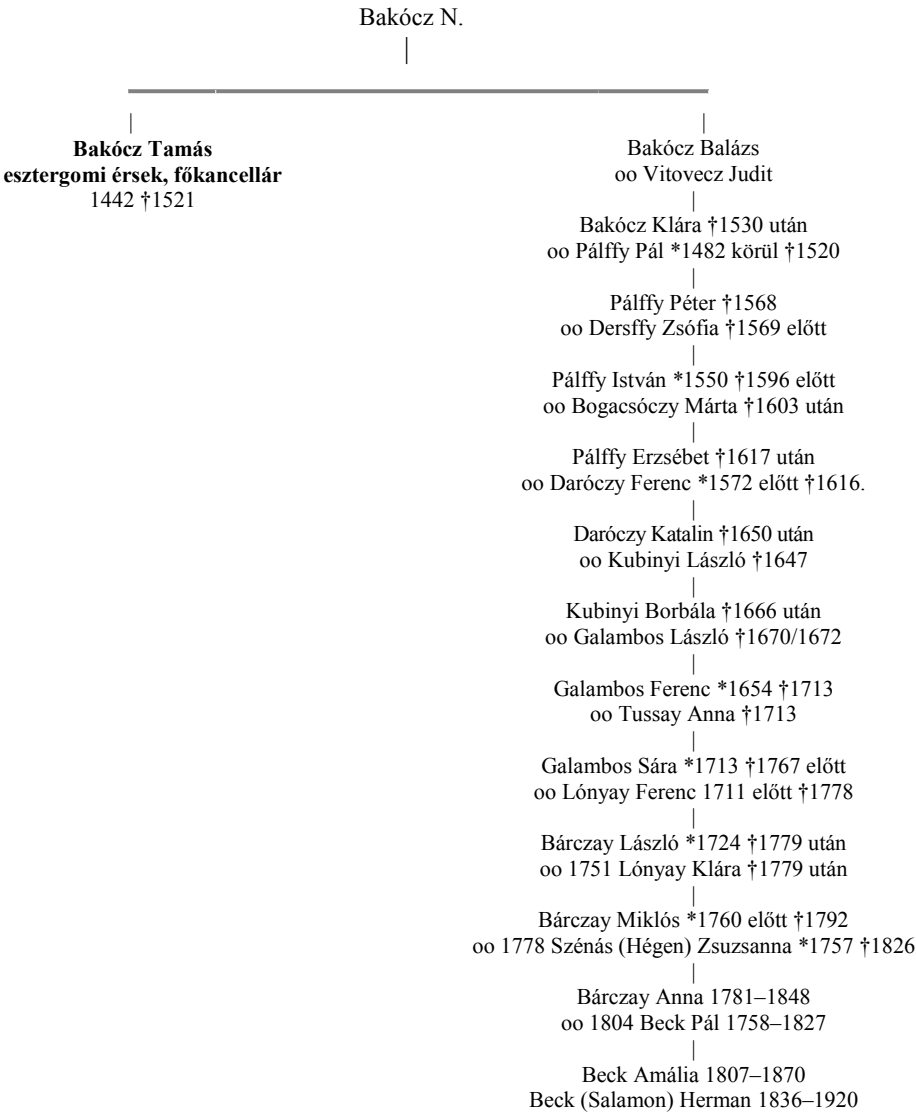 Bakócz N.
Bakócz Tamás
esztergomi érsek, főkancellár
1442 †1521
Bakócz Balázs
oo Vitovecz Judit
Bakócz Klára †1530 után
oo Pálffy Pál *1482 körül †1520
Pálffy Péter †1568
oo Dersffy Zsófia †1569 előtt
Pálffy István *1550 †1596 előtt
oo Bogacsóczy Márta †1603 után
Pálffy Erzsébet †1617 után
oo Daróczy Ferenc *1572 előtt †1616.
Daróczy Katalin †1650 után
oo Kubinyi László †1647
Kubinyi Borbála †1666 után
oo Galambos László †1670/1672
Galambos Ferenc *1654 †1713
oo Tussay Anna †1713
Galambos Sára *1713 †1767 előtt
oo Lónyay Ferenc 1711 előtt †1778
Bárczay László *1724 †1779 után
oo 1751 Lónyay Klára †1779 után
Bárczay Miklós *1760 előtt †1792
oo 1778 Szénás (Hégen) Zsuzsanna *1757 †1826
Bárczay Anna 1781–1848
oo 1804 Beck Pál 1758–1827
Beck Amália 1807–1870
Beck (Salamon) Herman 1836–1920